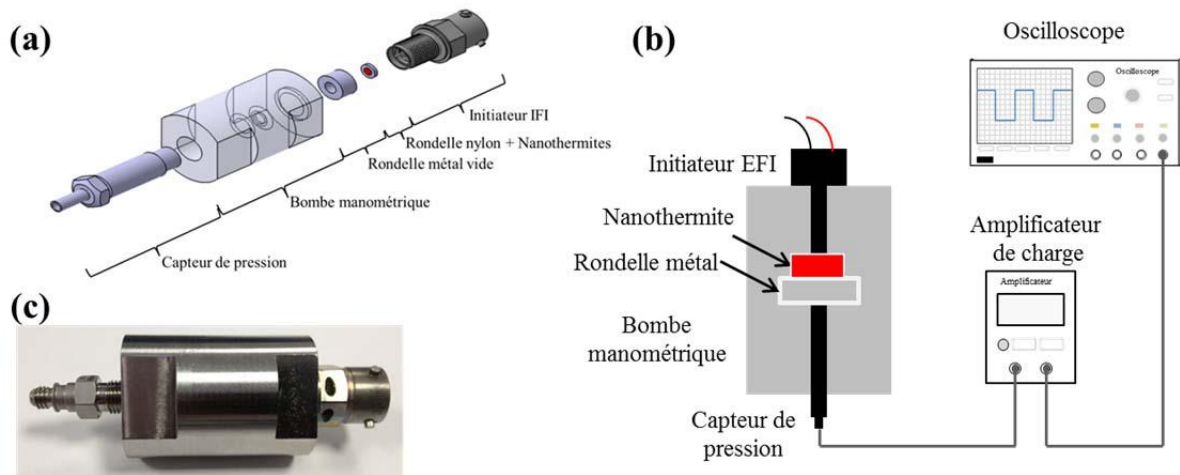 (a)
Initiateur IFI
Rondelle nylon + Nanothermites
Rondelle métal vide
Bombe manométrique
Capteur de pression
(b)
Oscilloscope
Oscilloscope
Initiateur EFI
Nanothermite
Rondelle métal
Bombe
manométrique
Capteur de
pression
Amplificateur
de charge
Amplificateur
(c)